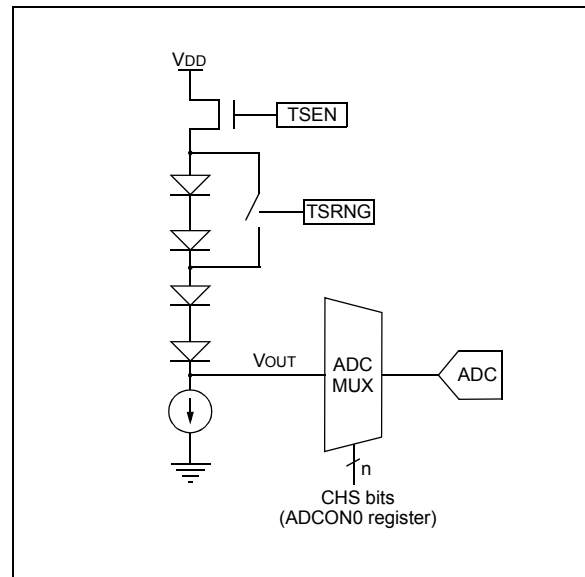 VDD
TSEN
TSRNG
VOUT
ADC
MUX
ADC
n
CHS bits
(ADCON0 register)